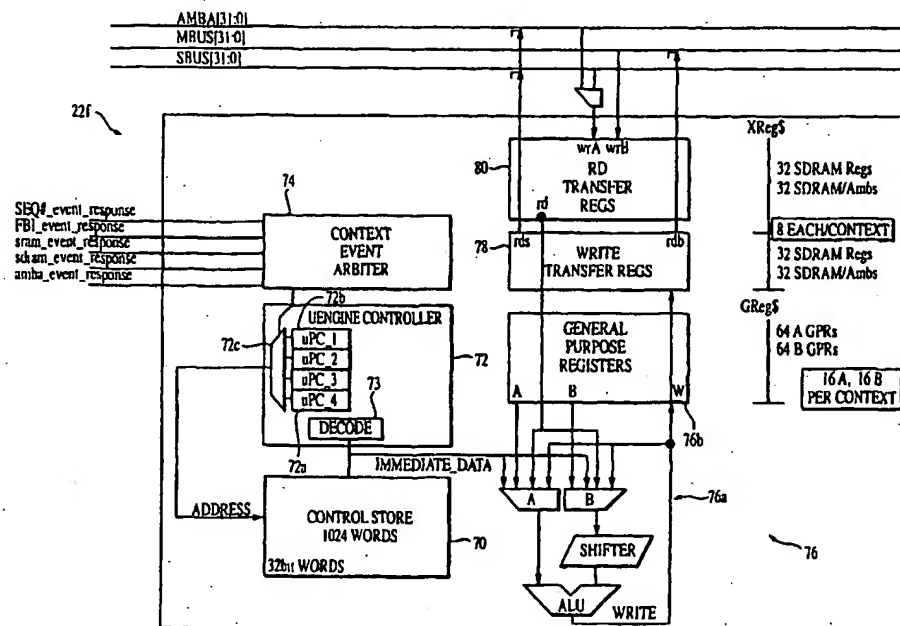 AMBA[31:0]
MBUS[31:0]
SBUS[31:0]
22f
80
wrA wrB
RD
TRANSFER
REGS
rd
XReg$
32 SDRAM Regs
32 SDRAM/Ambs
8 EACH/CONTEXT
32 SDRAM Regs
32 SDRAM/Ambs
74
SEQ#_event_response
FBI_event_response
sram_event_response
sdram_event_response
amba_event_response
CONTEXT
EVENT
ARBITER
78
rds
rdb
WRITE
TRANSFER REGS
GReg$
64 A GPRs
64 B GPRs
16 A, 16 B
PER CONTEXT
72b
UENGINE CONTROLLER
72c
uPC_1
uPC_2
uPC_3
uPC_4
72
73
DECODE
72a
GENERAL
PURPOSE
REGISTERS
A
B
W
76b
IMMEDIATE_DATA
A
B
76a
ADDRESS
CONTROL STORE
1024 WORDS
32bit WORDS
70
SHIFTER
76
ALU
WRITE